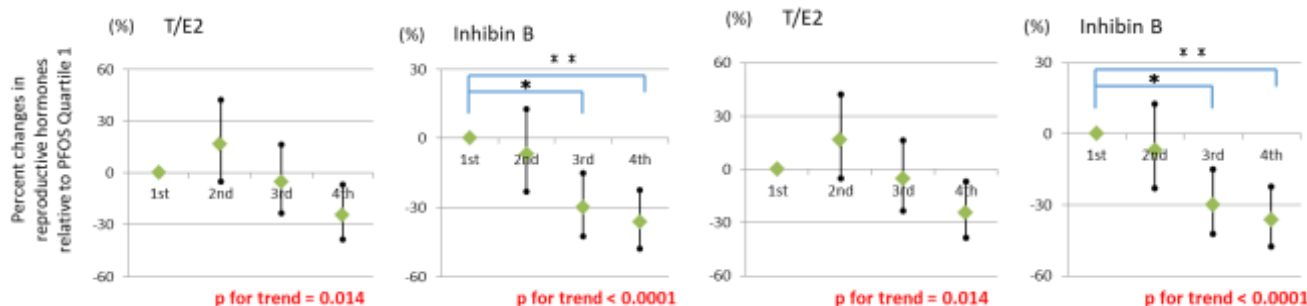 (%) T/E2
Percent changes in
reproductive hormones
relative to PFOS Quartile 1
60
30
0
-30
-60
1st 2nd 3rd 4th
p for trend = 0.014
(%) Inhibin B
* *
*
30
0
-30
-60
1st 2nd 3rd 4th
p for trend < 0.0001
(%) T/E2
60
30
0
-30
-60
1st 2nd 3rd 4th
p for trend = 0.014
(%) Inhibin B
* *
*
30
0
-30
-60
1st 2nd 3rd 4th
p for trend < 0.0001